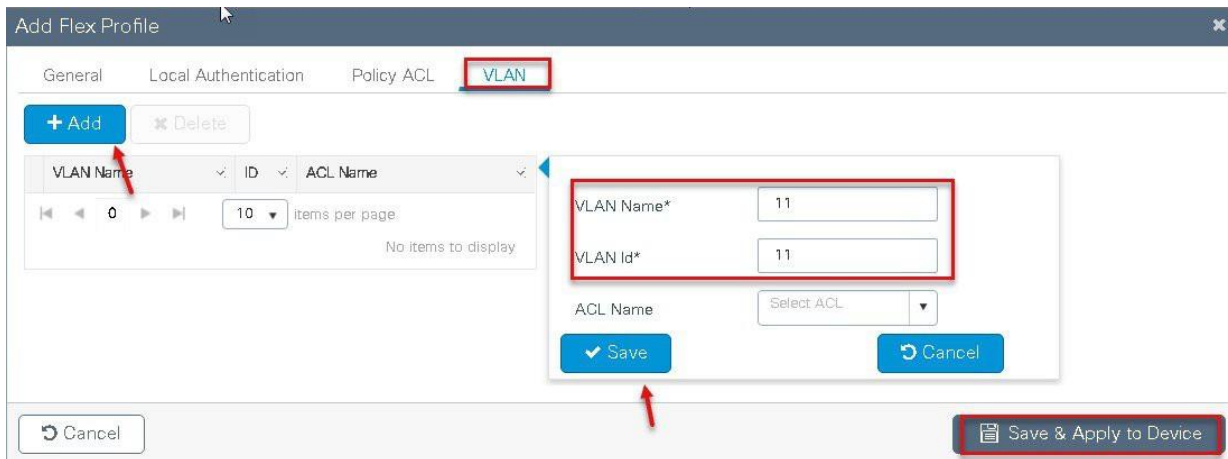 Add Flex Profile
General Local Authentication Policy ACL VLAN
+ Add ✖ Delete
VLAN Name ID ACL Name
0 10 items per page
No items to display
VLAN Name* 11
VLAN Id* 11
ACL Name Select ACL
Save Cancel
Cancel Save & Apply to Device